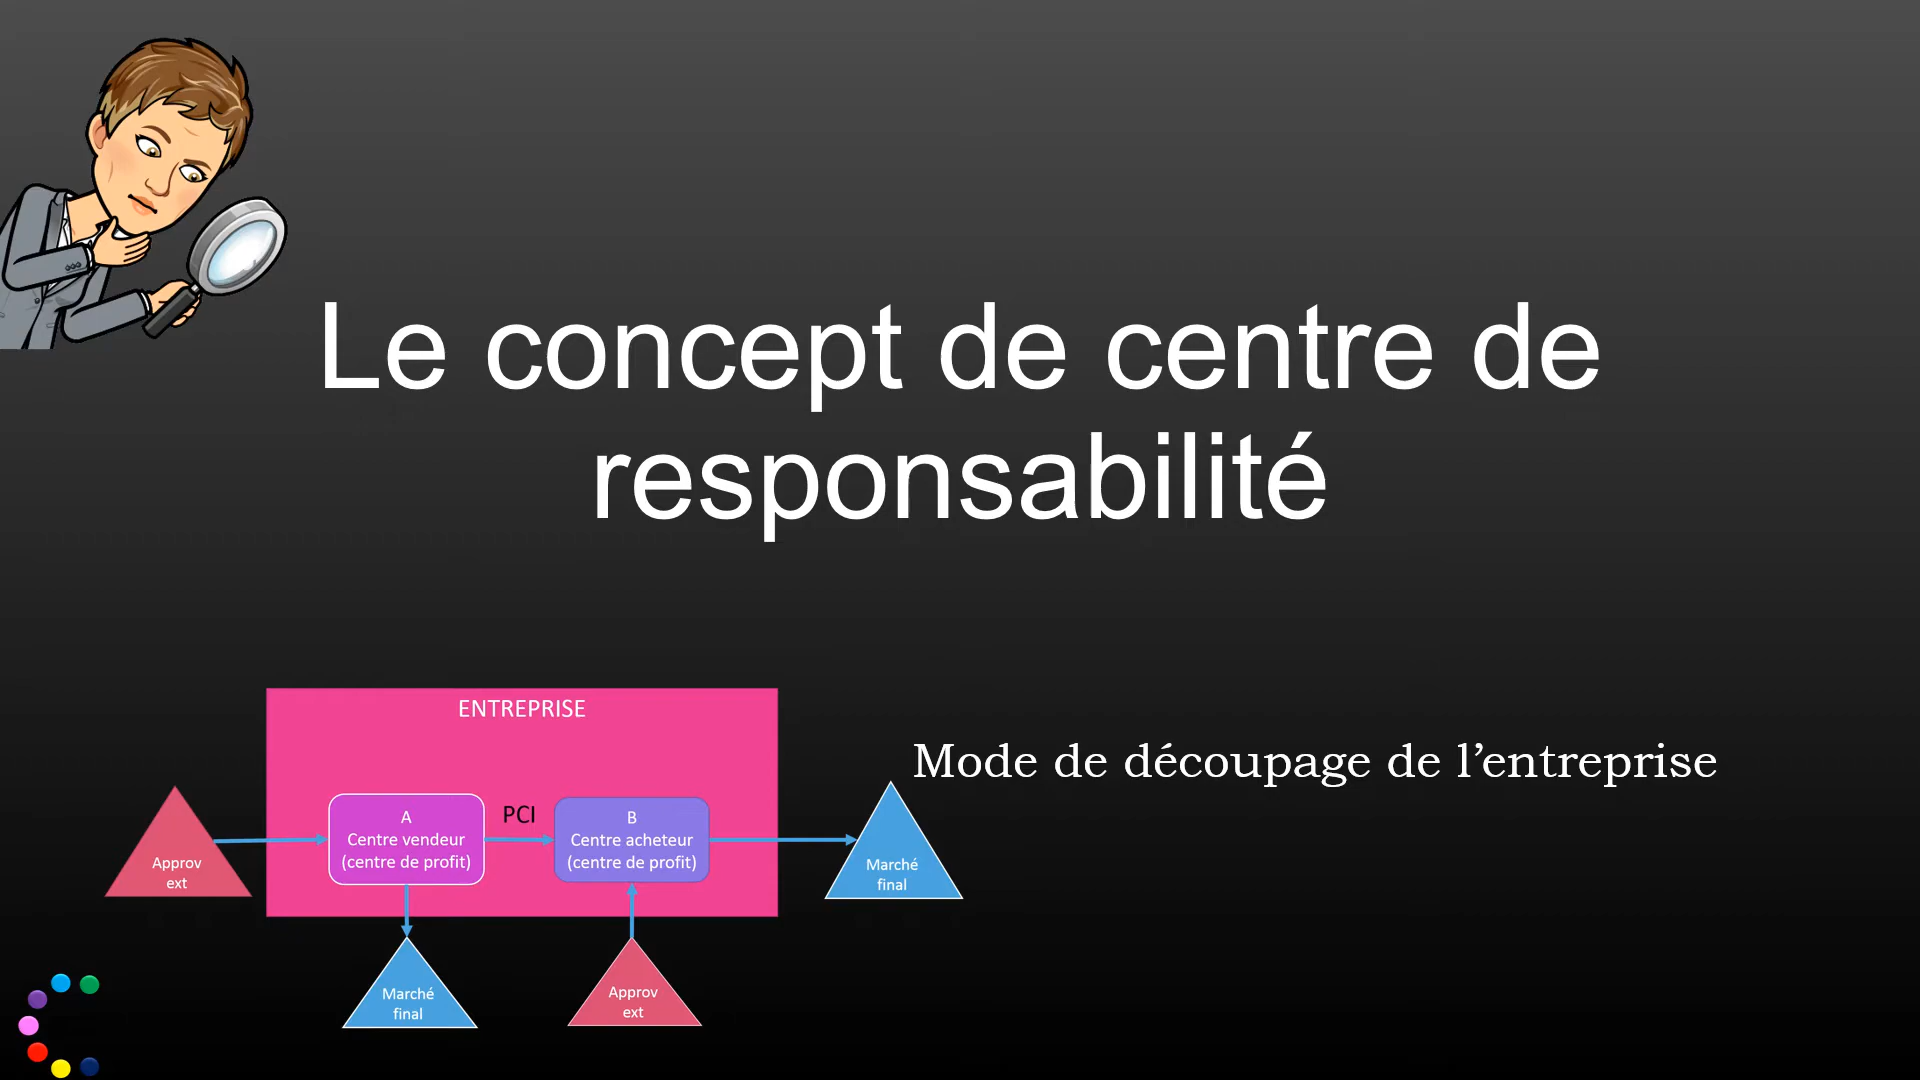 Le concept de centre de
responsabilité
Mode de découpage de l’entreprise
ENTREPRISE
Approv
ext
A
Centre vendeur
(centre de profit)
PCI
B
Centre acheteur
(centre de profit)
Marché
final
Marché
final
Approv
ext